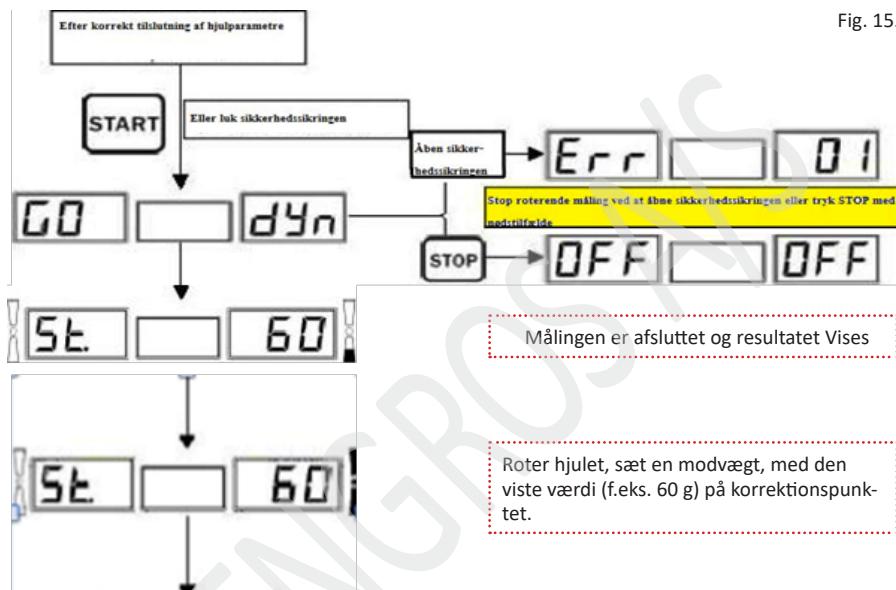 Fig. 15.
Efter korrekt tilslutning af hjulparametre
START
Eller luk sikkerhedssikringen
Åben sikker-
hedssikringen
Err 01
GO dyn
Stop roterende måling ved at åbne sikkerhedssikringen eller tryk STOP med
nødstilfælde
STOP
OFF OFF
St. 60
Målingen er afsluttet og resultatet Vises
St. 60
Roter hjulet, sæt en modvægt, med den
viste værdi (f.eks. 60 g) på korrektionspunk-
tet.
ENGROS A/S